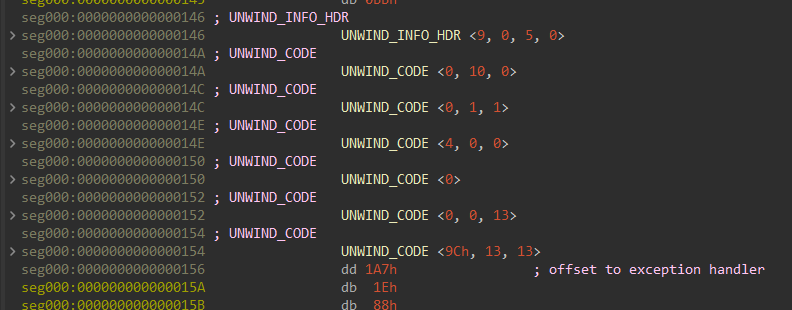 seg000:0000000000000145 db 0BBh
seg000:0000000000000146 ; UNWIND_INFO_HDR
seg000:0000000000000146 UNWIND_INFO_HDR <9, 0, 5, 0>
seg000:000000000000014A ; UNWIND_CODE
seg000:000000000000014A UNWIND_CODE <0, 10, 0>
seg000:000000000000014C ; UNWIND_CODE
seg000:000000000000014C UNWIND_CODE <0, 1, 1>
seg000:000000000000014E ; UNWIND_CODE
seg000:000000000000014E UNWIND_CODE <4, 0, 0>
seg000:0000000000000150 ; UNWIND_CODE
seg000:0000000000000150 UNWIND_CODE <0>
seg000:0000000000000152 ; UNWIND_CODE
seg000:0000000000000152 UNWIND_CODE <0, 0, 13>
seg000:0000000000000154 ; UNWIND_CODE
seg000:0000000000000154 UNWIND_CODE <9Ch, 13, 13>
seg000:0000000000000156 dd 1A7h ; offset to exception handler
seg000:000000000000015A db 1Eh
seg000:000000000000015B db 88h